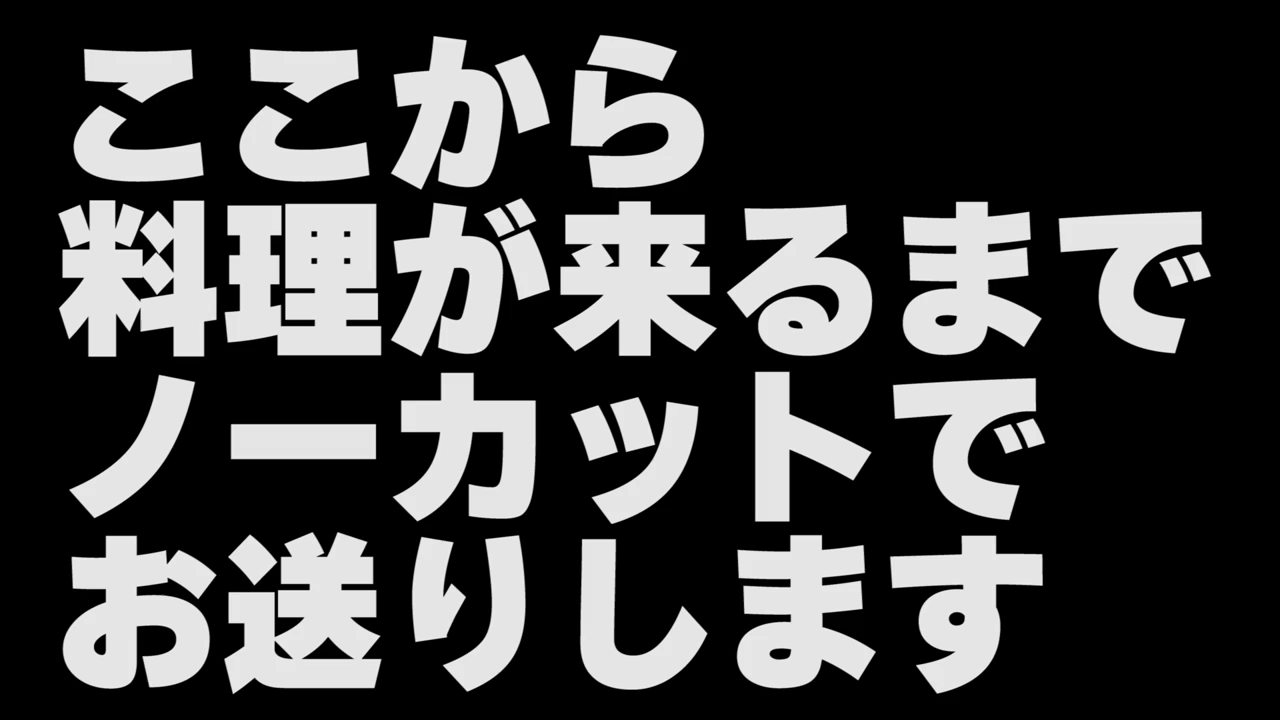 ここから
料理が来るまで
ノーカットで
お送りします